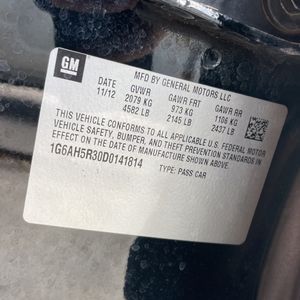 GM
MFD BY GENERAL MOTORS LLC
DATE GVWR GAWR FRT GAWR RR
11/12 2079 KG 973 KG 1106 KG
4582 LB 2145 LB 2437 LB
THIS VEHICLE CONFORMS TO ALL APPLICABLE U.S. FEDERAL MOTOR
VEHICLE SAFETY, BUMPER, AND THEFT PREVENTION STANDARDS IN
EFFECT ON THE DATE OF MANUFACTURE SHOWN ABOVE.
1G6AH5R30D0141814
TYPE: PASS CAR